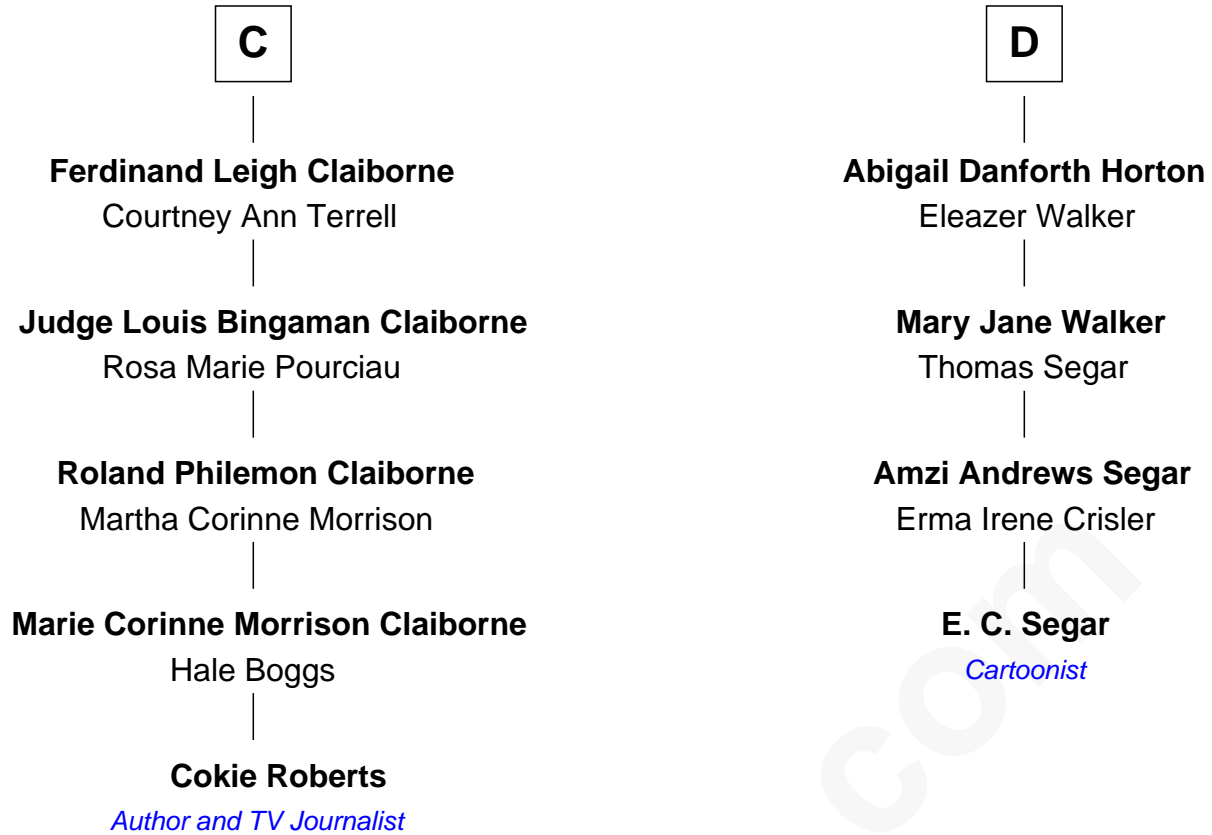 C
Ferdinand Leigh Claiborne
Courtney Ann Terrell
Judge Louis Bingaman Claiborne
Rosa Marie Pourciau
Roland Philemon Claiborne
Martha Corinne Morrison
Marie Corinne Morrison Claiborne
Hale Boggs
Cokie Roberts
Author and TV Journalist
D
Abigail Danforth Horton
Eleazer Walker
Mary Jane Walker
Thomas Segar
Amzi Andrews Segar
Erma Irene Crisler
E. C. Segar
Cartoonist
com